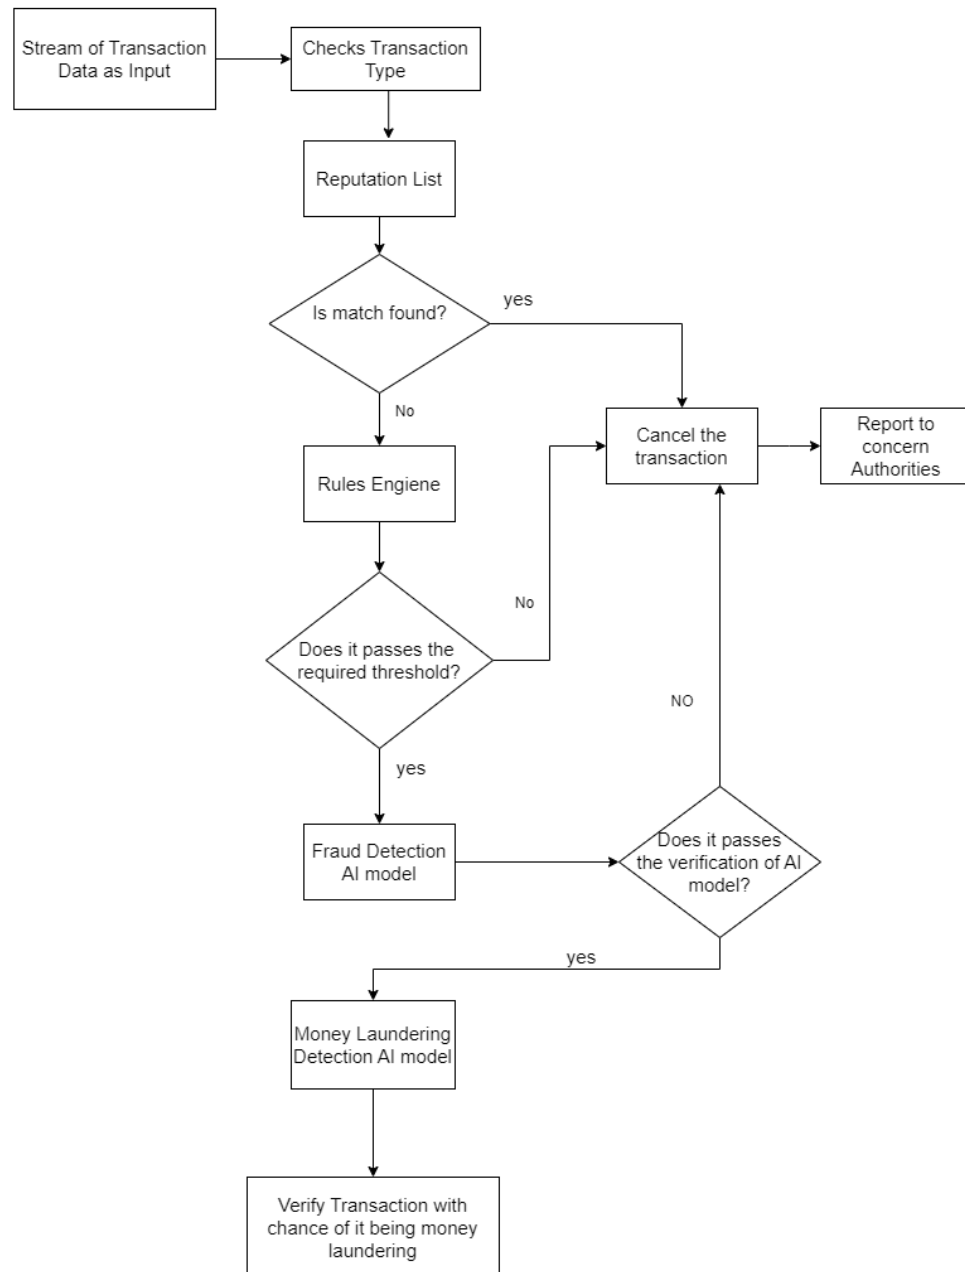 Stream of Transaction
Data as Input
Checks Transaction
Type
Reputation List
Is match found?
yes
No
Cancel the
transaction
Report to
concern
Authorities
Rules Engiene
No
Does it passes the
required threshold?
NO
yes
Fraud Detection
AI model
Does it passes
the verification of AI
model?
yes
Money Laundering
Detection AI model
Verify Transaction with
chance of it being money
laundering